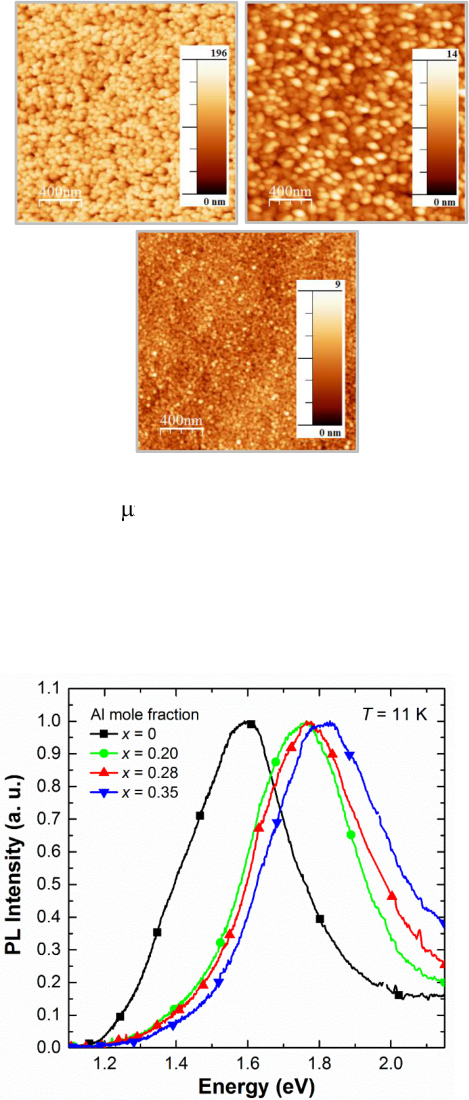 196
400nm
0 nm
14
400nm
0 nm
9
400nm
0 nm
μ
1.1
1.0
0.9
0.8
0.7
0.6
0.5
0.4
0.3
0.2
0.1
0.0
PL Intensity (a. u.)
Al mole fraction
x = 0
x = 0.20
x = 0.28
x = 0.35
T = 11 K
1.2 1.4 1.6 1.8 2.0
Energy (eV)